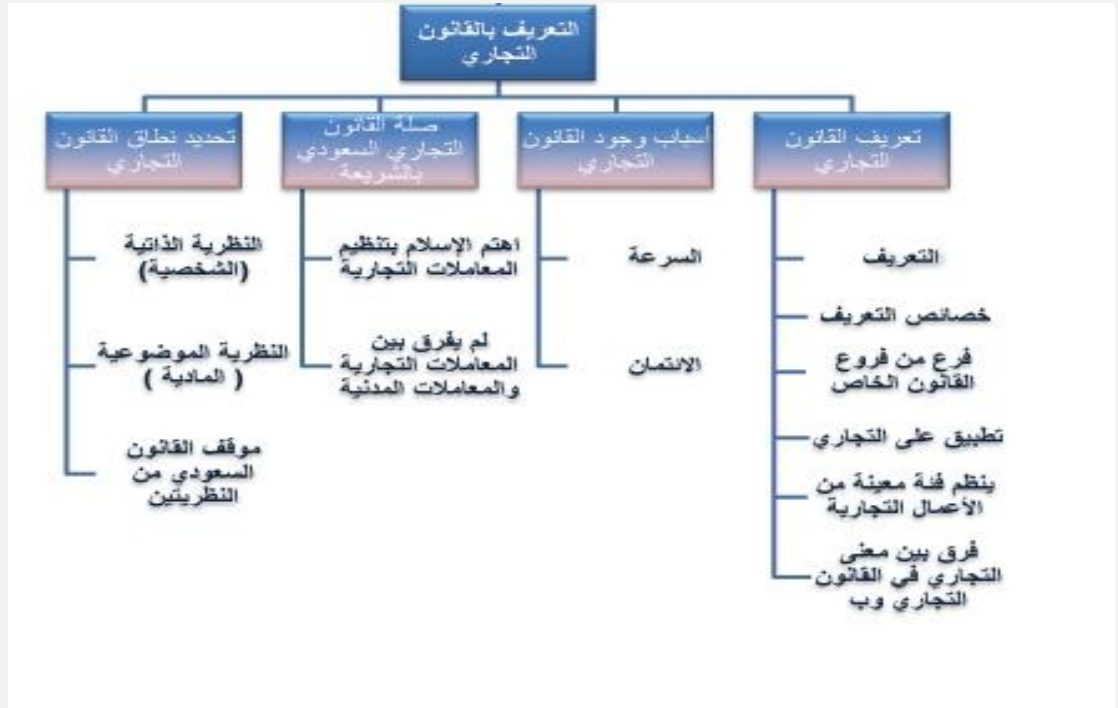 التعريف بالقانون
التجاري
تعريف القانون
التجاري
التعريف
خصائص التعريف
فرع من فروع
القانون الخاص
تطبيق على التجاري
ينظم فئة معينة من
الأعمال التجارية
فرق بين معنى
التجاري في القانون
التجاري وب
أسباب وجود القانون
التجاري
السرعة
الائتمان
صلة القانون
التجاري السعودي
بالشريعة
اهتم الإسلام بتنظيم
المعاملات التجارية
لم يفرق بين
المعاملات التجارية
والمعاملات المدنية
تحديد نطاق القانون
التجاري
النظرية الذاتية
(الشخصية)
النظرية الموضوعية
( المادية )
موقف القانون
السعودي من
النظريتين